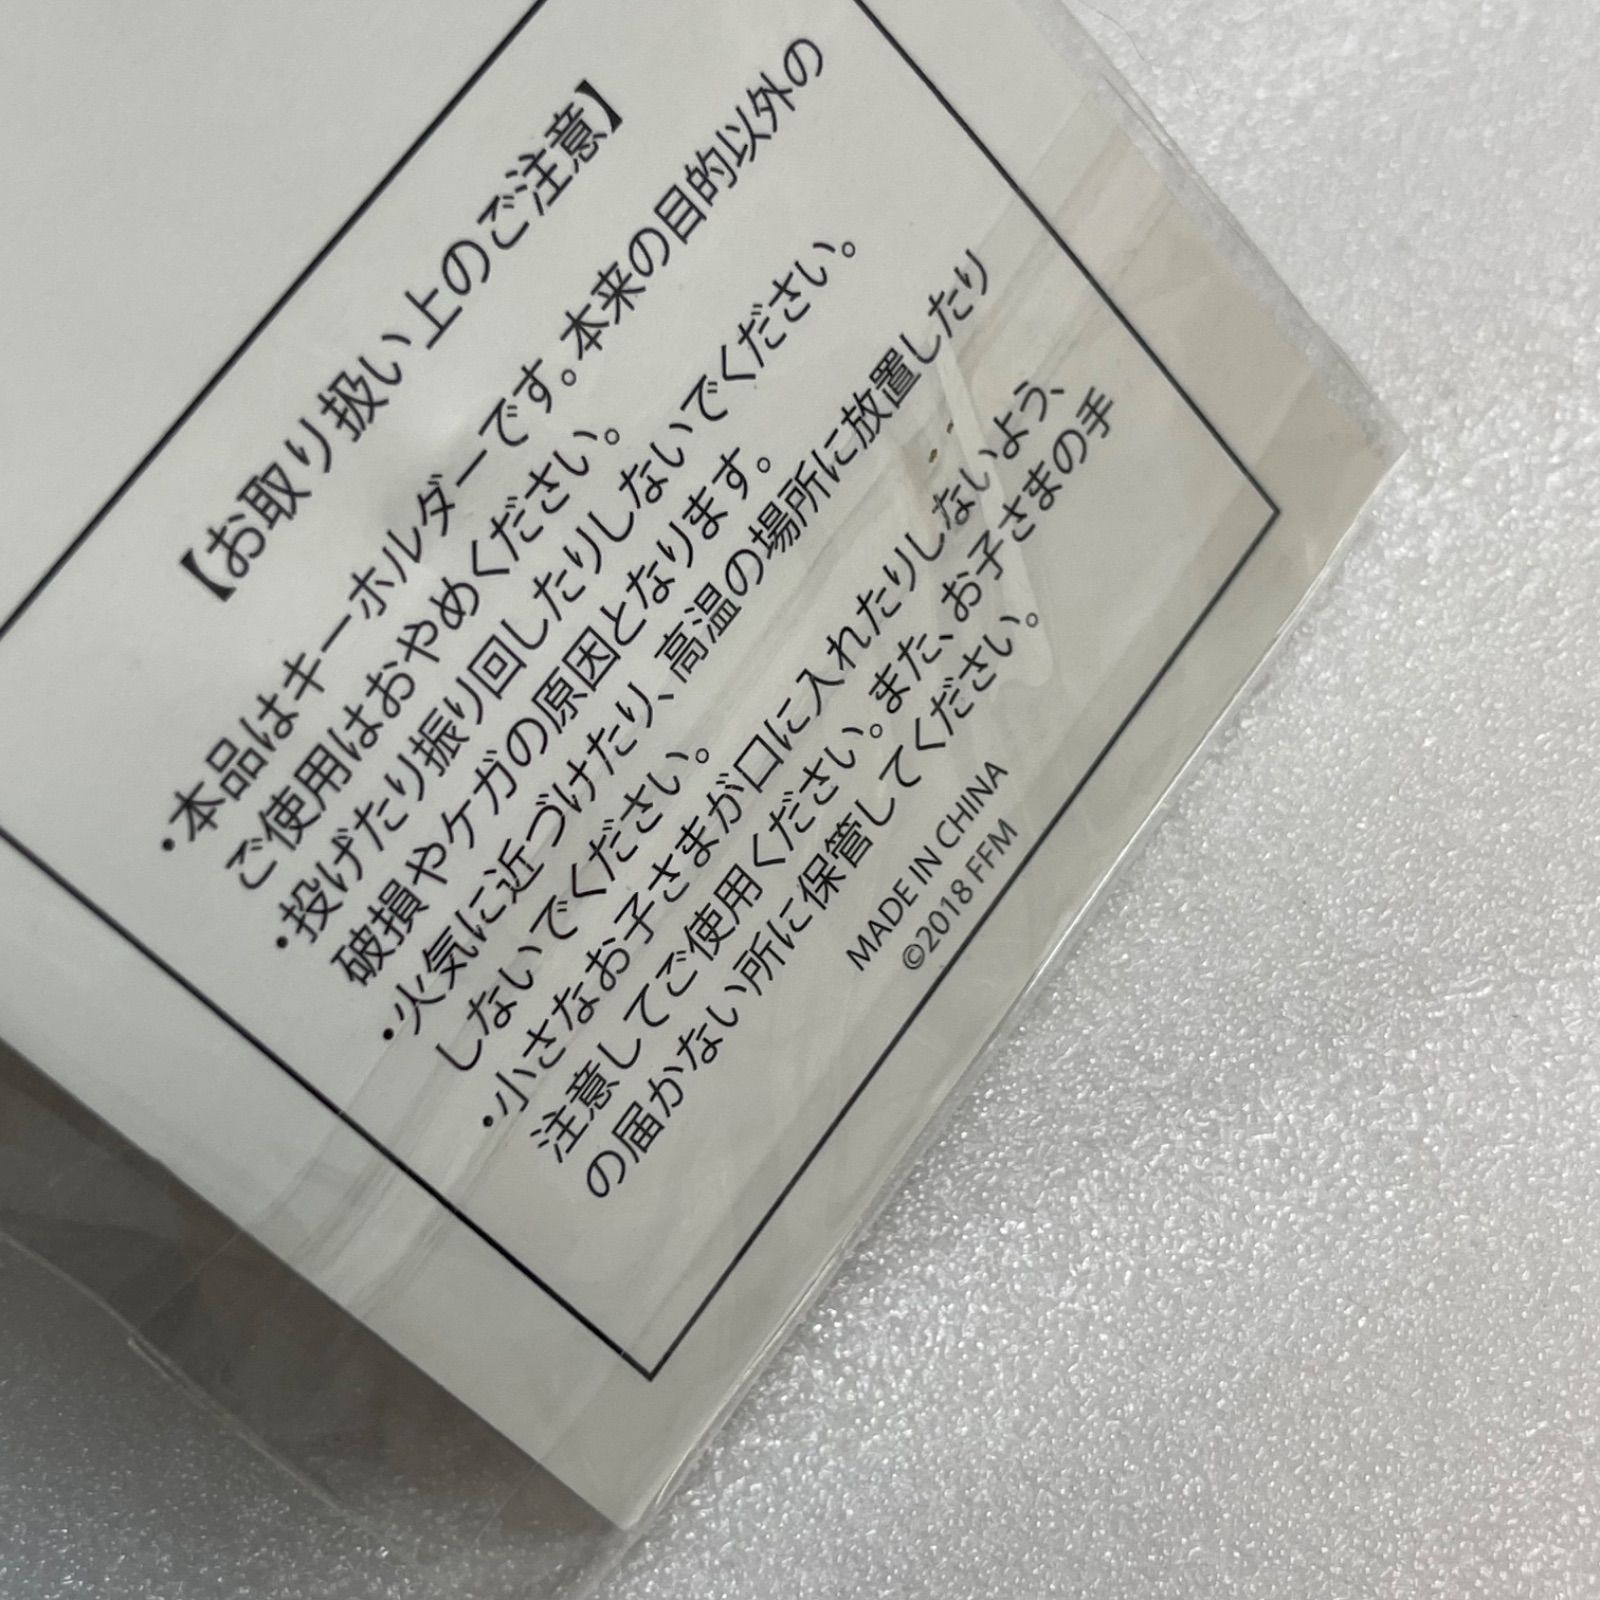 【お取り扱い上のご注意】
・本品はキーホルダーです。本来の目的以外の
ご使用はおやめください。
・投げたり振り回したりしないでください。
破損やケガの原因となります。
・火気に近づけたり、高温の場所に放置したり
しないでください。
・小さなお子さまが口に入れたりしないよう、
注意してご使用ください。また、お子さまの手
の届かない所に保管してください。
MADE IN CHINA
©2018 FFM